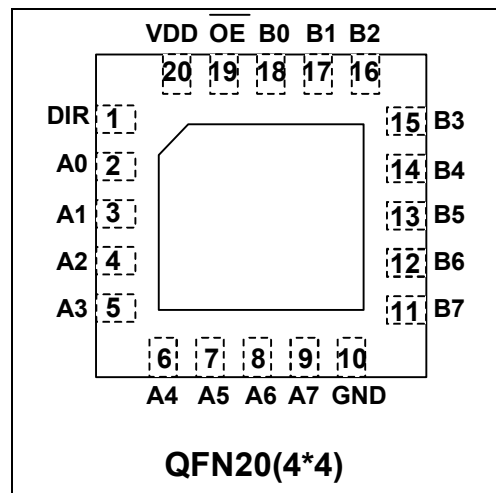 VDD OE B0 B1 B2
20 19 18 17 16
DIR 1 15 B3
A0 2 14 B4
A1 3 13 B5
A2 4 12 B6
A3 5 11 B7
6 7 8 9 10
A4 A5 A6 A7 GND
QFN20(4*4)